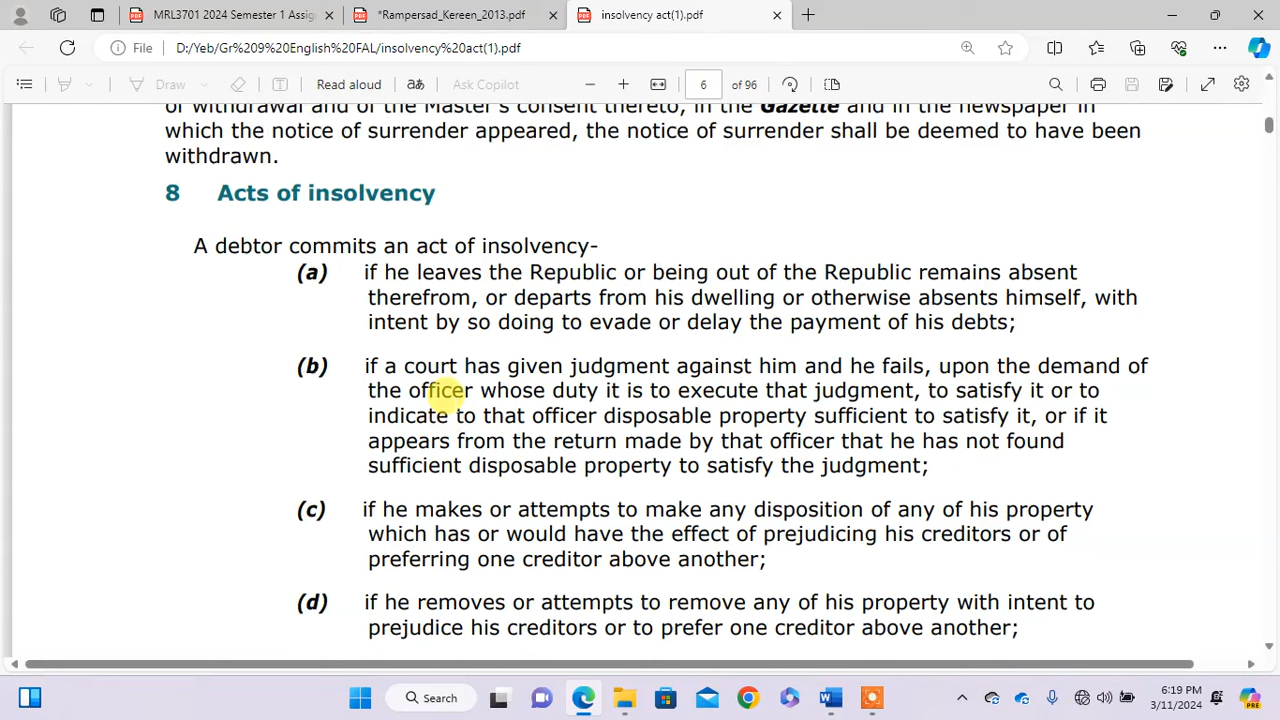 MRL3701 2024 Semester 1 Assig
*Rampersad_Kereen_2013.pdf
insolvency act(1).pdf
File
D:/Yeb/Gr%209%20English%20FAL/insolvency%20act(1).pdf
Draw
Read aloud
Ask Copilot
6
of 96
of withdrawal and of the Master's consent thereto, in the Gazette and in the newspaper in
which the notice of surrender appeared, the notice of surrender shall be deemed to have been
withdrawn.
8 Acts of insolvency
A debtor commits an act of insolvency-
(a) if he leaves the Republic or being out of the Republic remains absent
therefrom, or departs from his dwelling or otherwise absents himself, with
intent by so doing to evade or delay the payment of his debts;
(b) if a court has given judgment against him and he fails, upon the demand of
the officer whose duty it is to execute that judgment, to satisfy it or to
indicate to that officer disposable property sufficient to satisfy it, or if it
appears from the return made by that officer that he has not found
sufficient disposable property to satisfy the judgment;
(c) if he makes or attempts to make any disposition of any of his property
which has or would have the effect of prejudicing his creditors or of
preferring one creditor above another;
(d) if he removes or attempts to remove any of his property with intent to
prejudice his creditors or to prefer one creditor above another;
Search
6:19 PM
3/11/2024